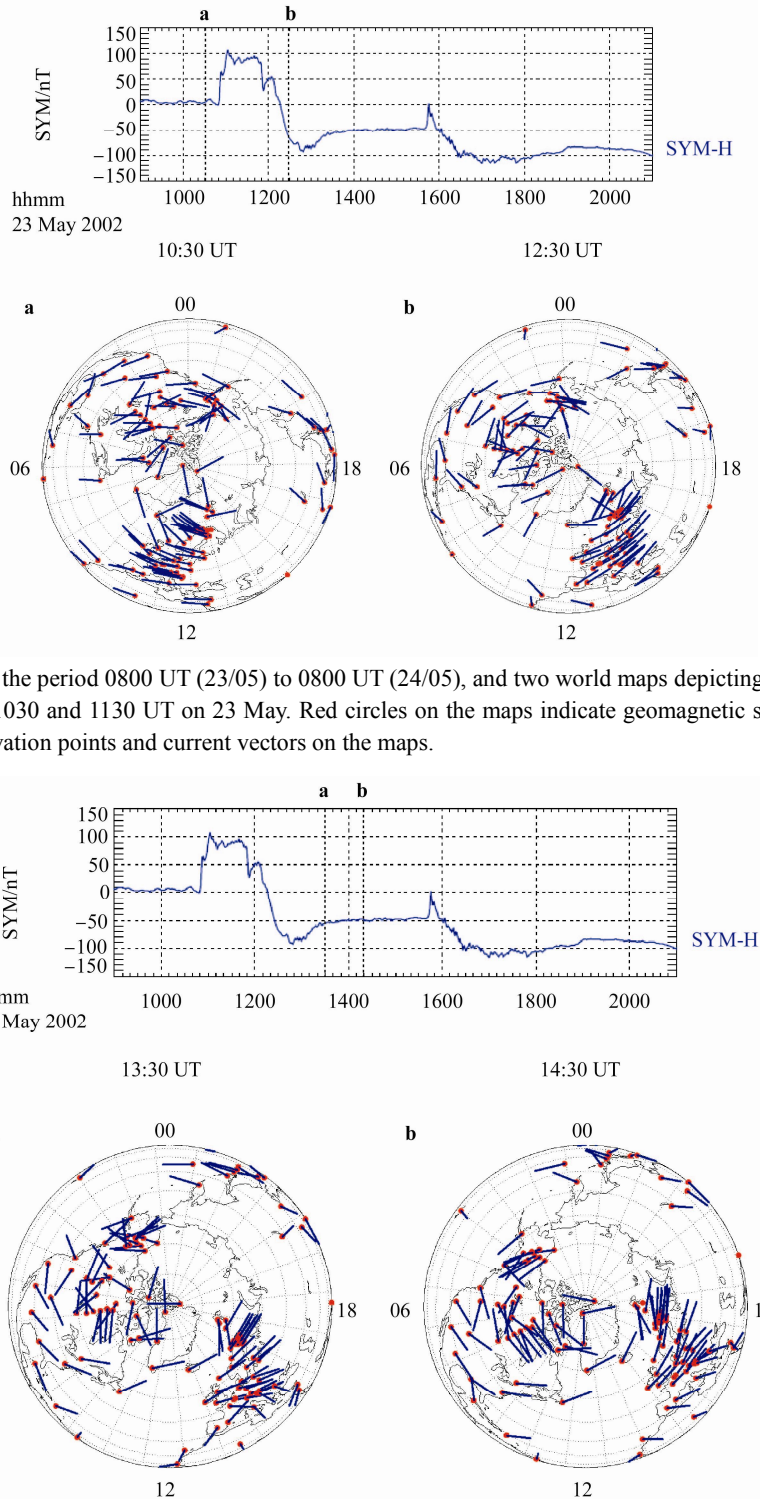 a b
150
100
50
0
−50
−100
−150
SYM/nT
SYM-H
1000 1200 1400 1600 1800 2000
hhmm
23 May 2002
10:30 UT 12:30 UT
a b
00 00
06 18 06 18
12 12
the period 0800 UT (23/05) to 0800 UT (24/05), and two world maps depicting
1030 and 1130 UT on 23 May. Red circles on the maps indicate geomagnetic s
vation points and current vectors on the maps.
a b
150
100
50
0
−50
−100
−150
SYM/nT
SYM-H
1000 1200 1400 1600 1800 2000
mm
May 2002
13:30 UT 14:30 UT
b
00 00
18 06 1
12 12